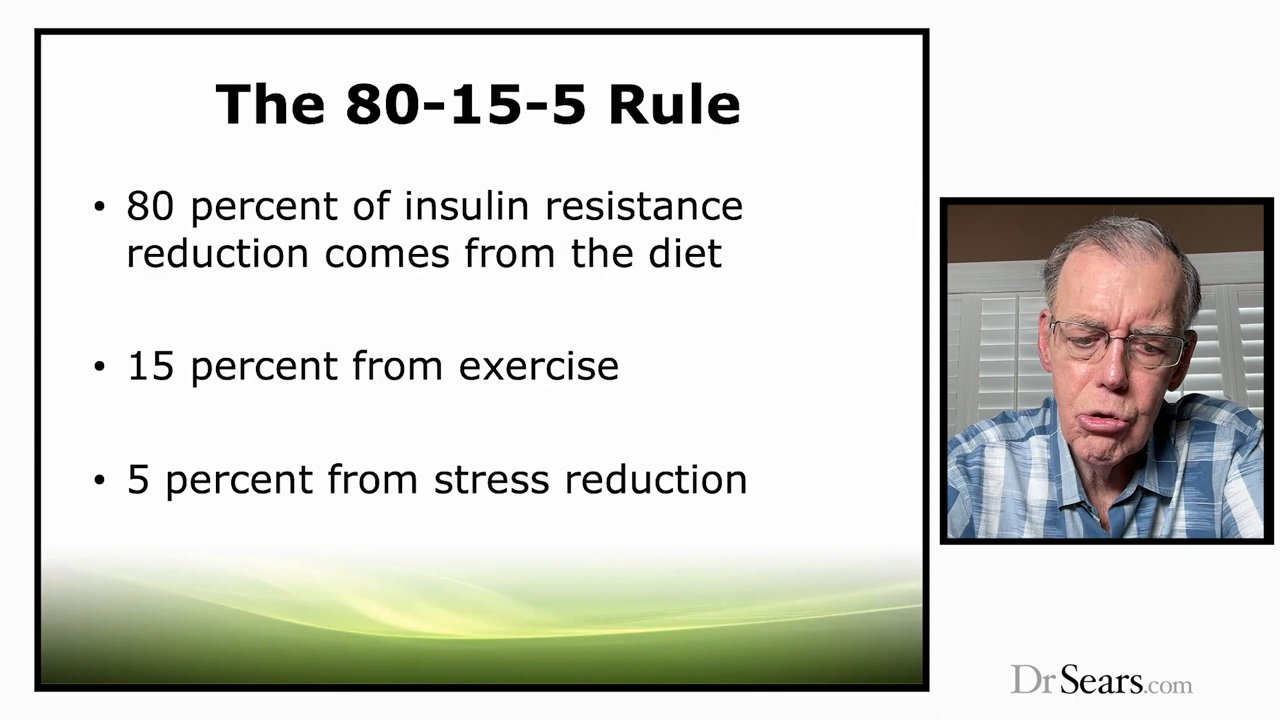 The 80-15-5 Rule
• 80 percent of insulin resistance
reduction comes from the diet
• 15 percent from exercise
• 5 percent from stress reduction
DrSears.com